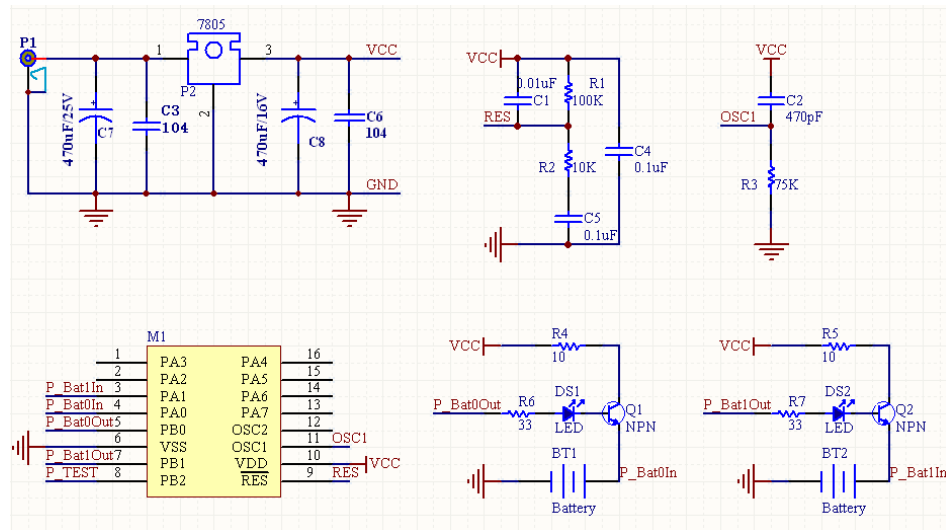 7805
P1
1
3
VCC
P2
2
470uF/25V
C7
C3
104
470uF/16V
C8
C6
104
GND
VCC
0.01uF
C1
R1
100K
RES
R2
10K
C4
0.1uF
C5
0.1uF
VCC
C2
470pF
OSC1
R3
75K
M1
1 PA3 PA4 16
2 PA2 PA5 15
P_Bat1In 3 PA1 PA6 14
P_Bat0In 4 PA0 PA7 13
P_Bat0Out 5 PB0 OSC2 12
6 VSS OSC1 11 OSC1
P_Bat1Out 7 PB1 VDD 10 VCC
P_TEST 8 PB2 RES 9 RES
R4
VCC
10
DS1
P_Bat0Out
R6
33
LED
Q1
NPN
BT1
P_Bat0In
Battery
R5
VCC
10
DS2
P_Bat1Out
R7
33
LED
Q2
NPN
BT2
P_Bat1In
Battery